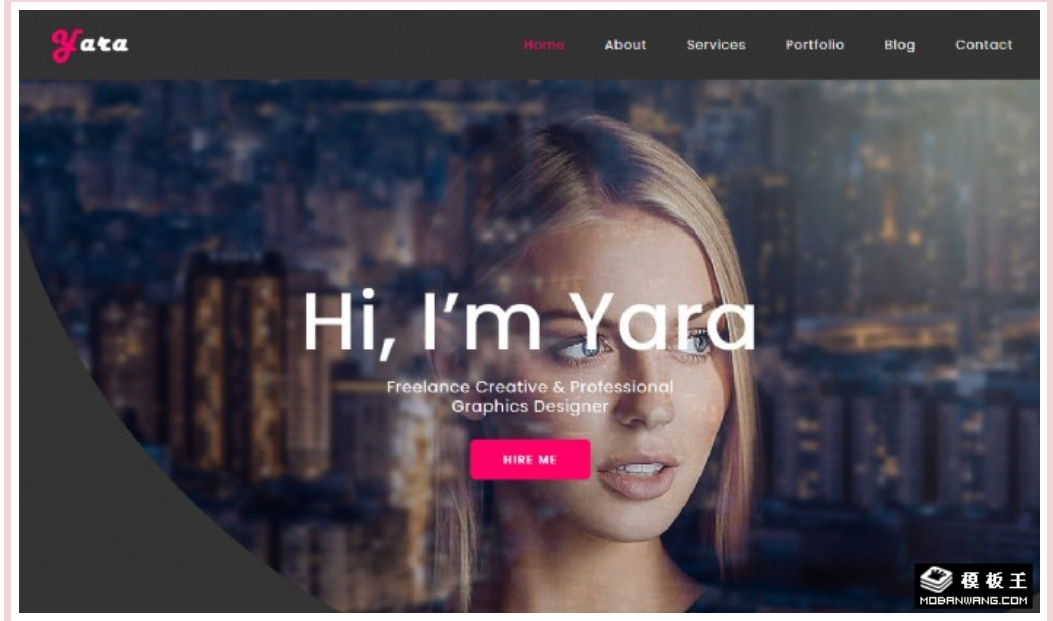 Yara
Home About Services Portfolio Blog Contact
Hi, I’m Yara
Freelance Creative & Professional
Graphics Designer
HIRE ME
模板王
MOBANWANG.COM